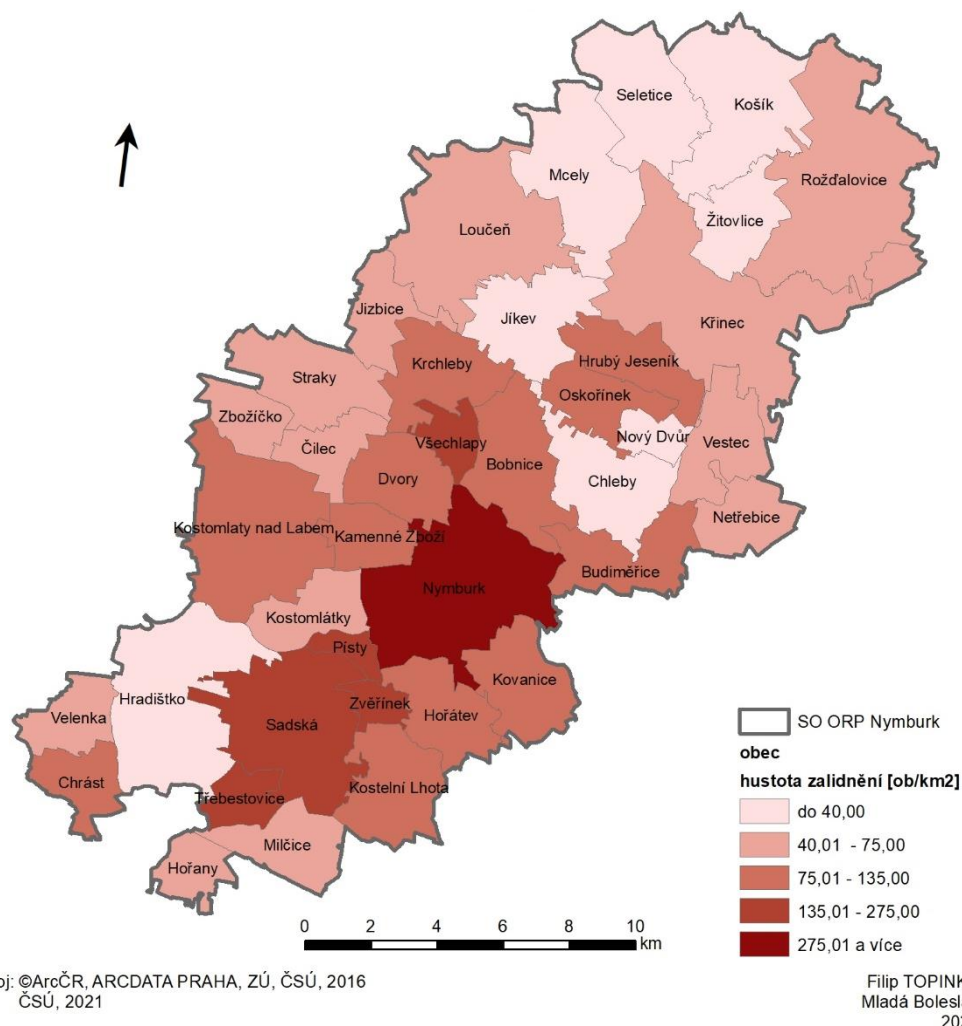 Seletice
Košík
Mcely
Rožďalovice
Žitovlice
Loučeň
Jizbice
Jíkev
Křinec
Krchleby
Hrubý Jeseník
Straky
Oskořínek
Zbožíčko
Všechlapy
Nový Dvůr
Vestec
Čilec
Bobnice
Dvory
Chleby
Netřebice
Kostomlaty nad Labem
Kamenné Zboží
Budiměřice
Nymburk
Kostomlátky
Písty
Kovanice
Hradištko
Zvěřínek
Velenka
Sadská
Hořátev
Chrást
Kostelní Lhota
Třebestovice
Milčice
Hořany
SO ORP Nymburk
obec
hustota zalidnění [ob/km2]
do 40,00
40,01 - 75,00
75,01 - 135,00
135,01 - 275,00
275,01 a více
0 2 4 6 8 10
km
oj: ©ArcČR, ARCDATA PRAHA, ZÚ, ČSÚ, 2016
ČSÚ, 2021
Filip TOPINK
Mladá Bolesl